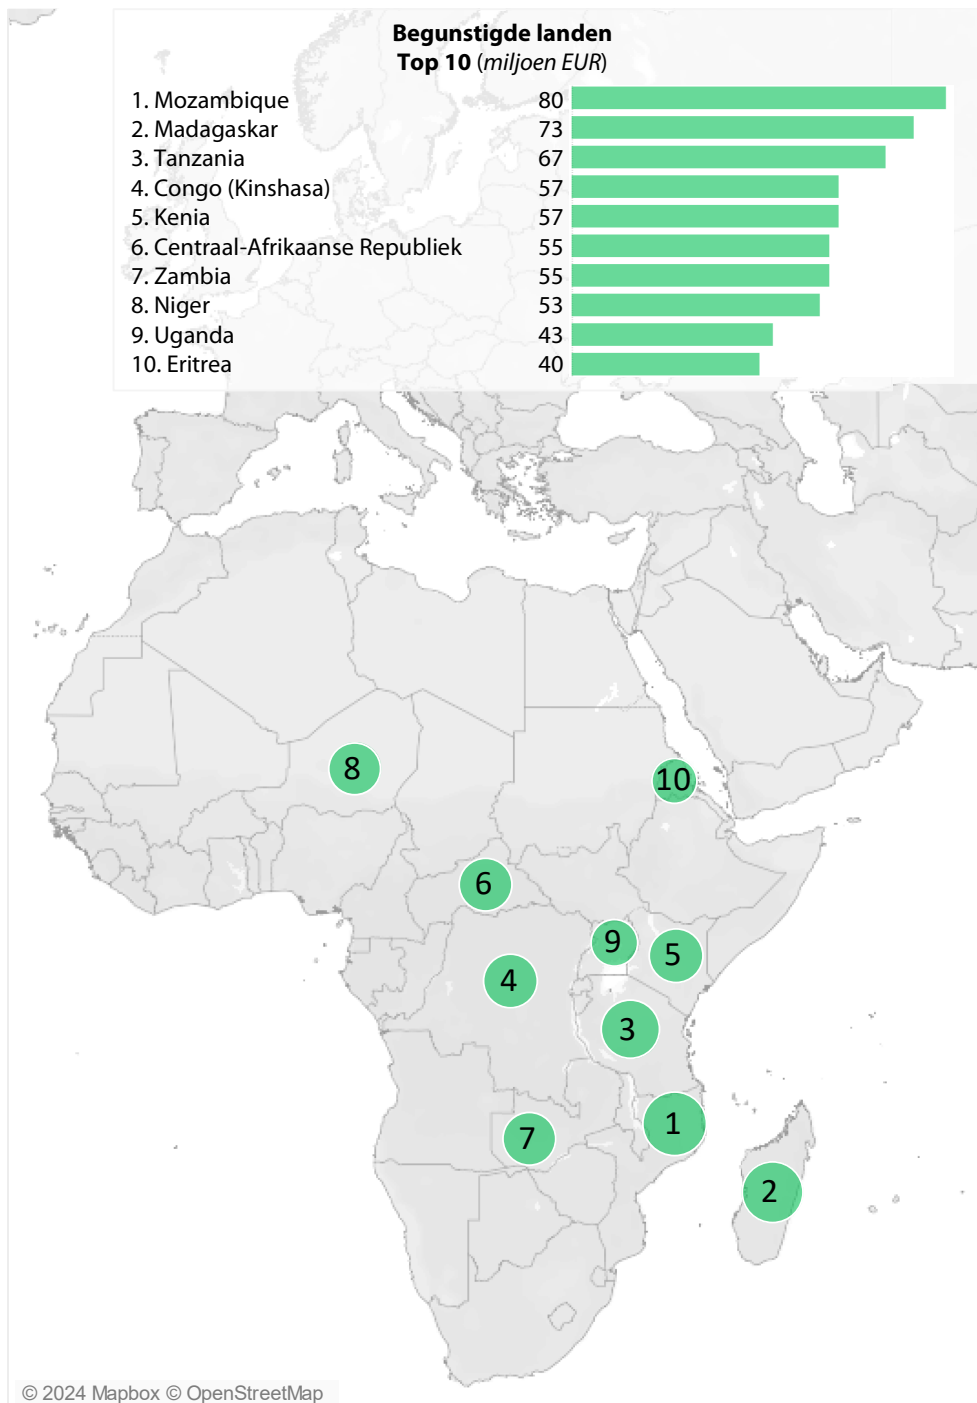 Begunstigde landen
Top 10 (miljoen EUR)
1. Mozambique 80
2. Madagaskar 73
3. Tanzania 67
4. Congo (Kinshasa) 57
5. Kenia 57
6. Centraal-Afrikaanse Republiek 55
7. Zambia 55
8. Niger 53
9. Uganda 43
10. Eritrea 40
8
10
6
9
5
4
3
1
7
2
© 2024 Mapbox © OpenStreetMap